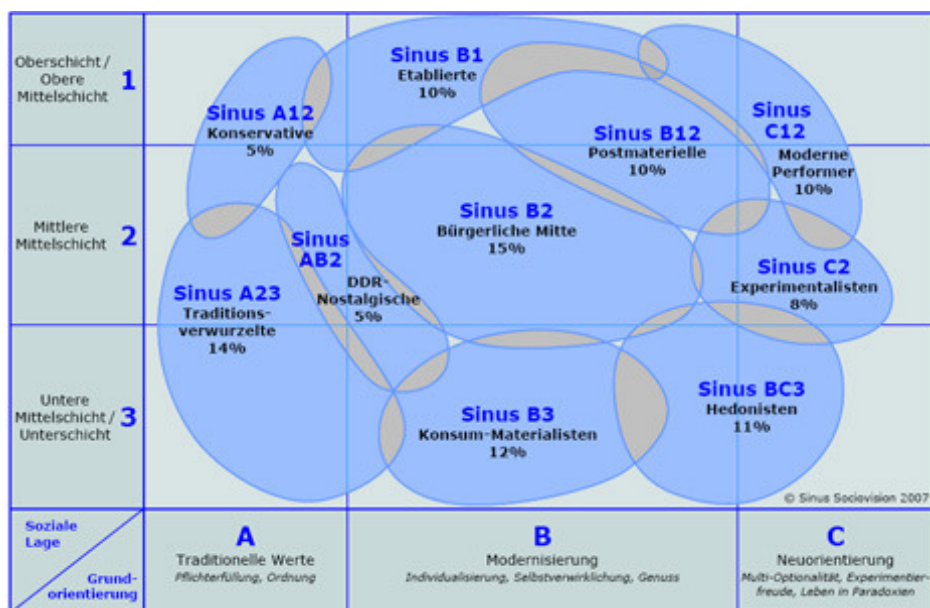 Oberschicht /
Obere
Mittelschicht
1
Mittlere
Mittelschicht
2
Untere
Mittelschicht /
Unterschicht
3
Sinus B1
Etablierte
10%
Sinus A12
Konservative
5%
Sinus B12
Postmaterielle
10%
Sinus
C12
Moderne
Performer
10%
Sinus B2
Bürgerliche Mitte
15%
Sinus
AB2
DDR-
Nostalgische
5%
Sinus A23
Traditions-
verwurzelte
14%
Sinus C2
Experimentalisten
8%
Sinus B3
Konsum-Materialisten
12%
Sinus BC3
Hedonisten
11%
© Sinus Sociovision 2007
Soziale
Lage
Grund-
orientierung
A
Traditionelle Werte
Pflichterfüllung, Ordnung
B
Modernisierung
Individualisierung, Selbstverwirklichung, Genuss
C
Neuorientierung
Multi-Optionalität, Experimentier-
freude, Leben in Paradoxien